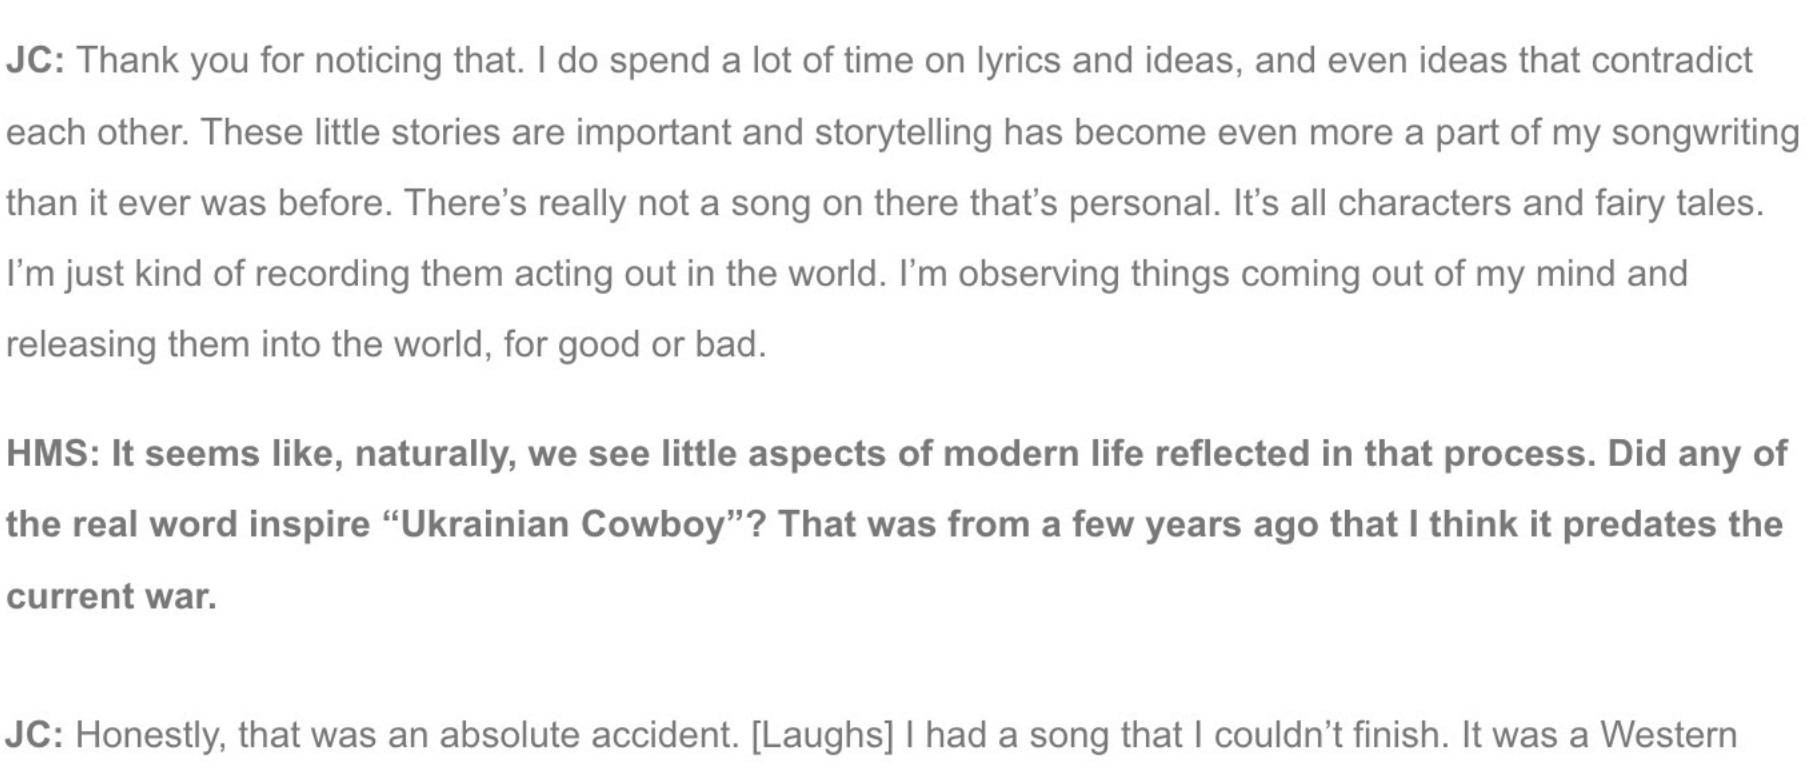 JC: Thank you for noticing that. I do spend a lot of time on lyrics and ideas, and even ideas that contradict
each other. These little stories are important and storytelling has become even more a part of my songwriting
than it ever was before. There’s really not a song on there that’s personal. It’s all characters and fairy tales.
I’m just kind of recording them acting out in the world. I’m observing things coming out of my mind and
releasing them into the world, for good or bad.
HMS: It seems like, naturally, we see little aspects of modern life reflected in that process. Did any of
the real word inspire “Ukrainian Cowboy”? That was from a few years ago that I think it predates the
current war.
JC: Honestly, that was an absolute accident. [Laughs] I had a song that I couldn’t finish. It was a Western